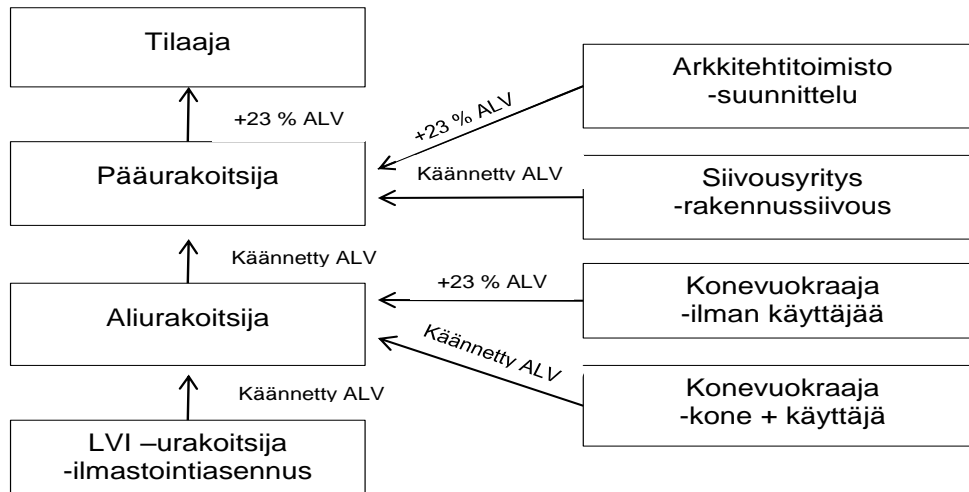 Tilaaja
+23 % ALV
Pääurakoitsija
Käännetty ALV
Aliurakoitsija
Käännetty ALV
LVI –urakoitsija
-ilmastointiasennus
Arkkitehtitoimisto
-suunnittelu
+23 % ALV
Siivousyritys
-rakennussiivous
Käännetty ALV
Konevuokraaja
-ilman käyttäjää
+23 % ALV
Konevuokraaja
-kone + käyttäjä
Käännetty ALV